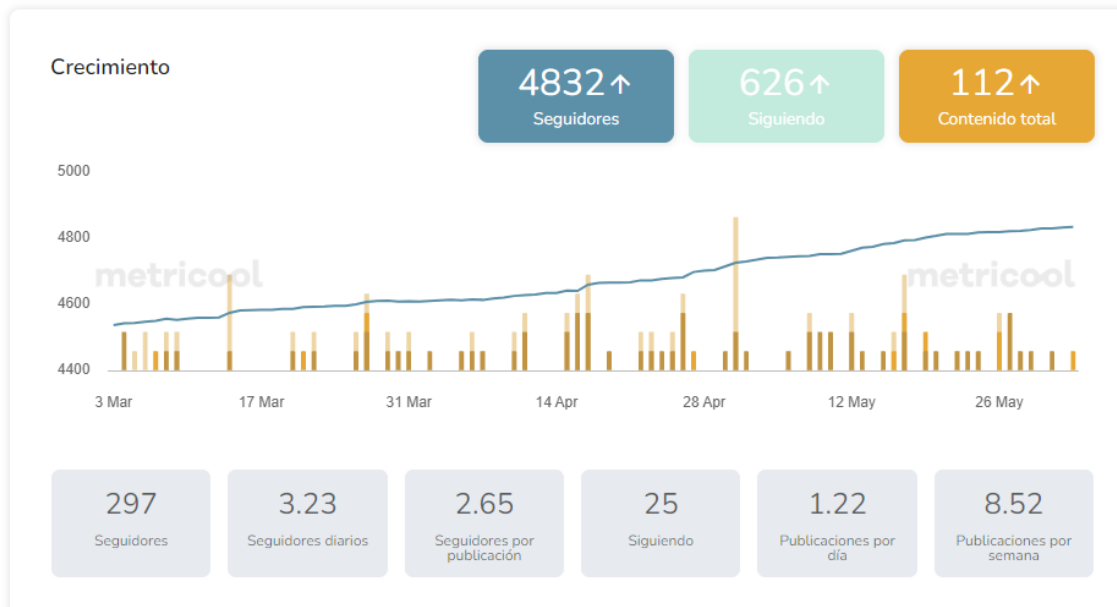 Crecimiento
4832↑
Seguidores
626↑
Siguiendo
112↑
Contenido total
5000
4800
4600
4400
metricool
metricool
3 Mar
17 Mar
31 Mar
14 Apr
28 Apr
12 May
26 May
297
Seguidores
3.23
Seguidores diarios
2.65
Seguidores por
publicación
25
Siguiendo
1.22
Publicaciones por
día
8.52
Publicaciones por
semana